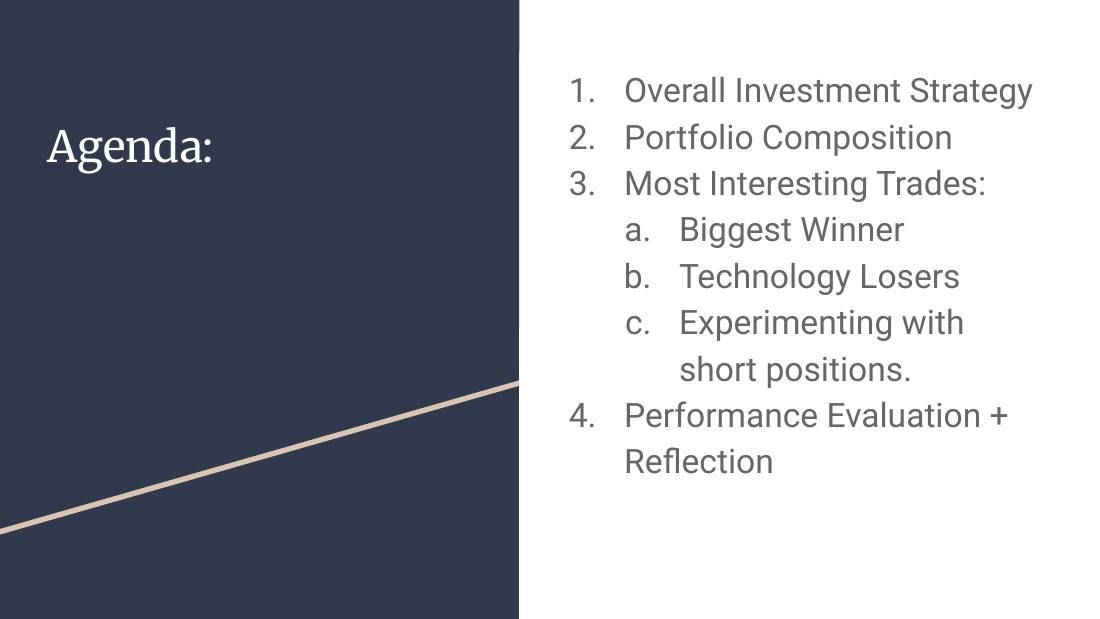 Agenda:
1. Overall Investment Strategy
2. Portfolio Composition
3. Most Interesting Trades:
a. Biggest Winner
b. Technology Losers
c. Experimenting with
short positions.
4. Performance Evaluation +
Reflection